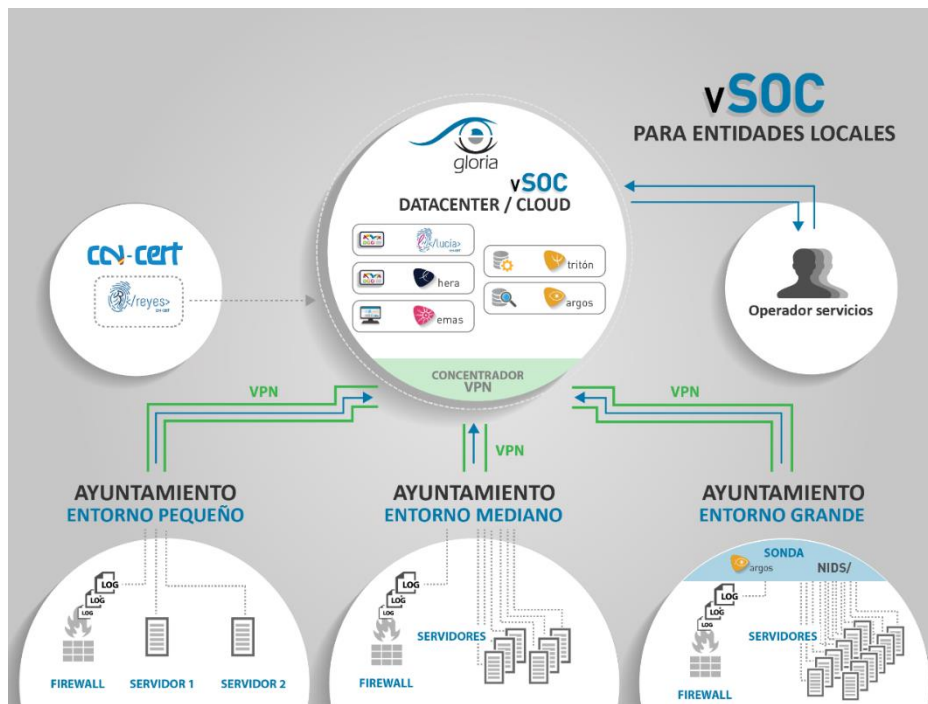 vSOC
PARA ENTIDADES LOCALES
gloria
vSOC
DATACENTER / CLOUD
</lucia>
tritón
hera
argos
emas
CONCENTRADOR
VPN
ccn-cert
</reyes>
Operador servicios
VPN
VPN
VPN
AYUNTAMIENTO
ENTORNO PEQUEÑO
AYUNTAMIENTO
ENTORNO MEDIANO
AYUNTAMIENTO
ENTORNO GRANDE
LOG
LOG
LOG
FIREWALL
SERVIDOR 1
SERVIDOR 2
LOG
LOG
LOG
SERVIDORES
FIREWALL
SONDA
argos
NIDS/
LOG
LOG
LOG
SERVIDORES
FIREWALL